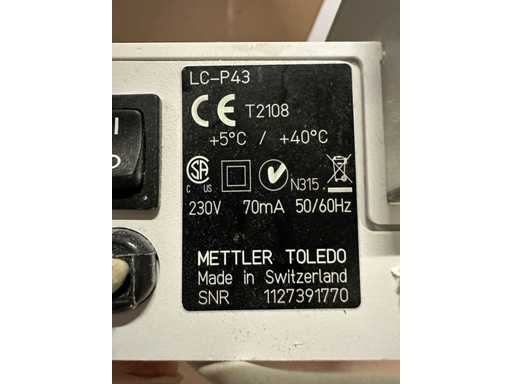 LC-P43
CE T2108
+5°C / +40°C
SA
C US N315
230V 70mA 50/60Hz
METTLER TOLEDO
Made in Switzerland
SNR 1127391770
I
O